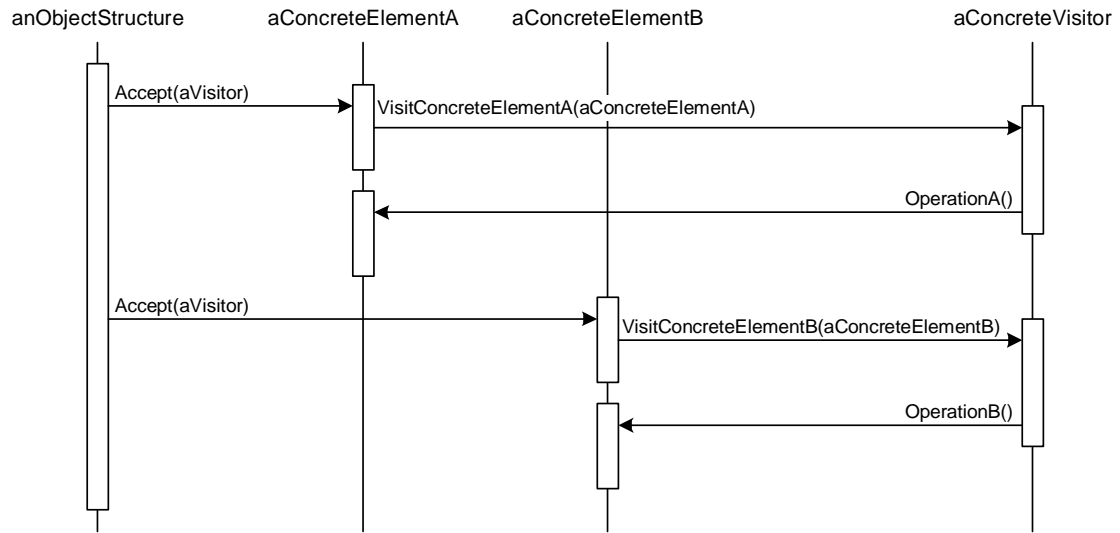 anObjectStructure
aConcreteElementA
aConcreteElementB
aConcreteVisitor
Accept(aVisitor)
VisitConcreteElementA(aConcreteElementA)
OperationA()
Accept(aVisitor)
VisitConcreteElementB(aConcreteElementB)
OperationB()